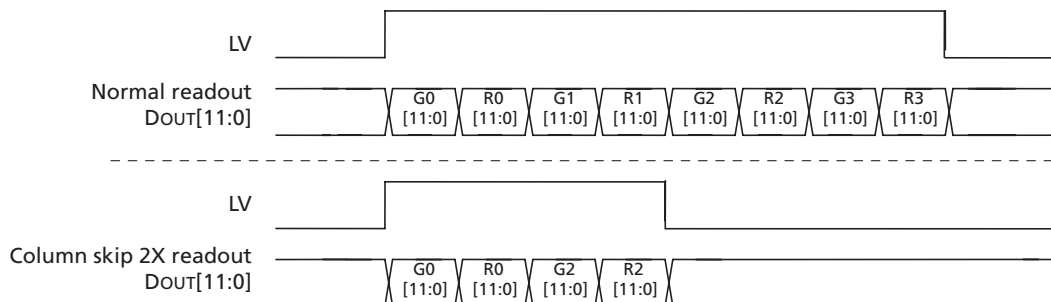 LV
Normal readout
DOUT[11:0]
G0 R0 G1 R1 G2 R2 G3 R3
[11:0] [11:0] [11:0] [11:0] [11:0] [11:0] [11:0] [11:0]
LV
Column skip 2X readout
DOUT[11:0]
G0 R0 G2 R2
[11:0] [11:0] [11:0] [11:0]